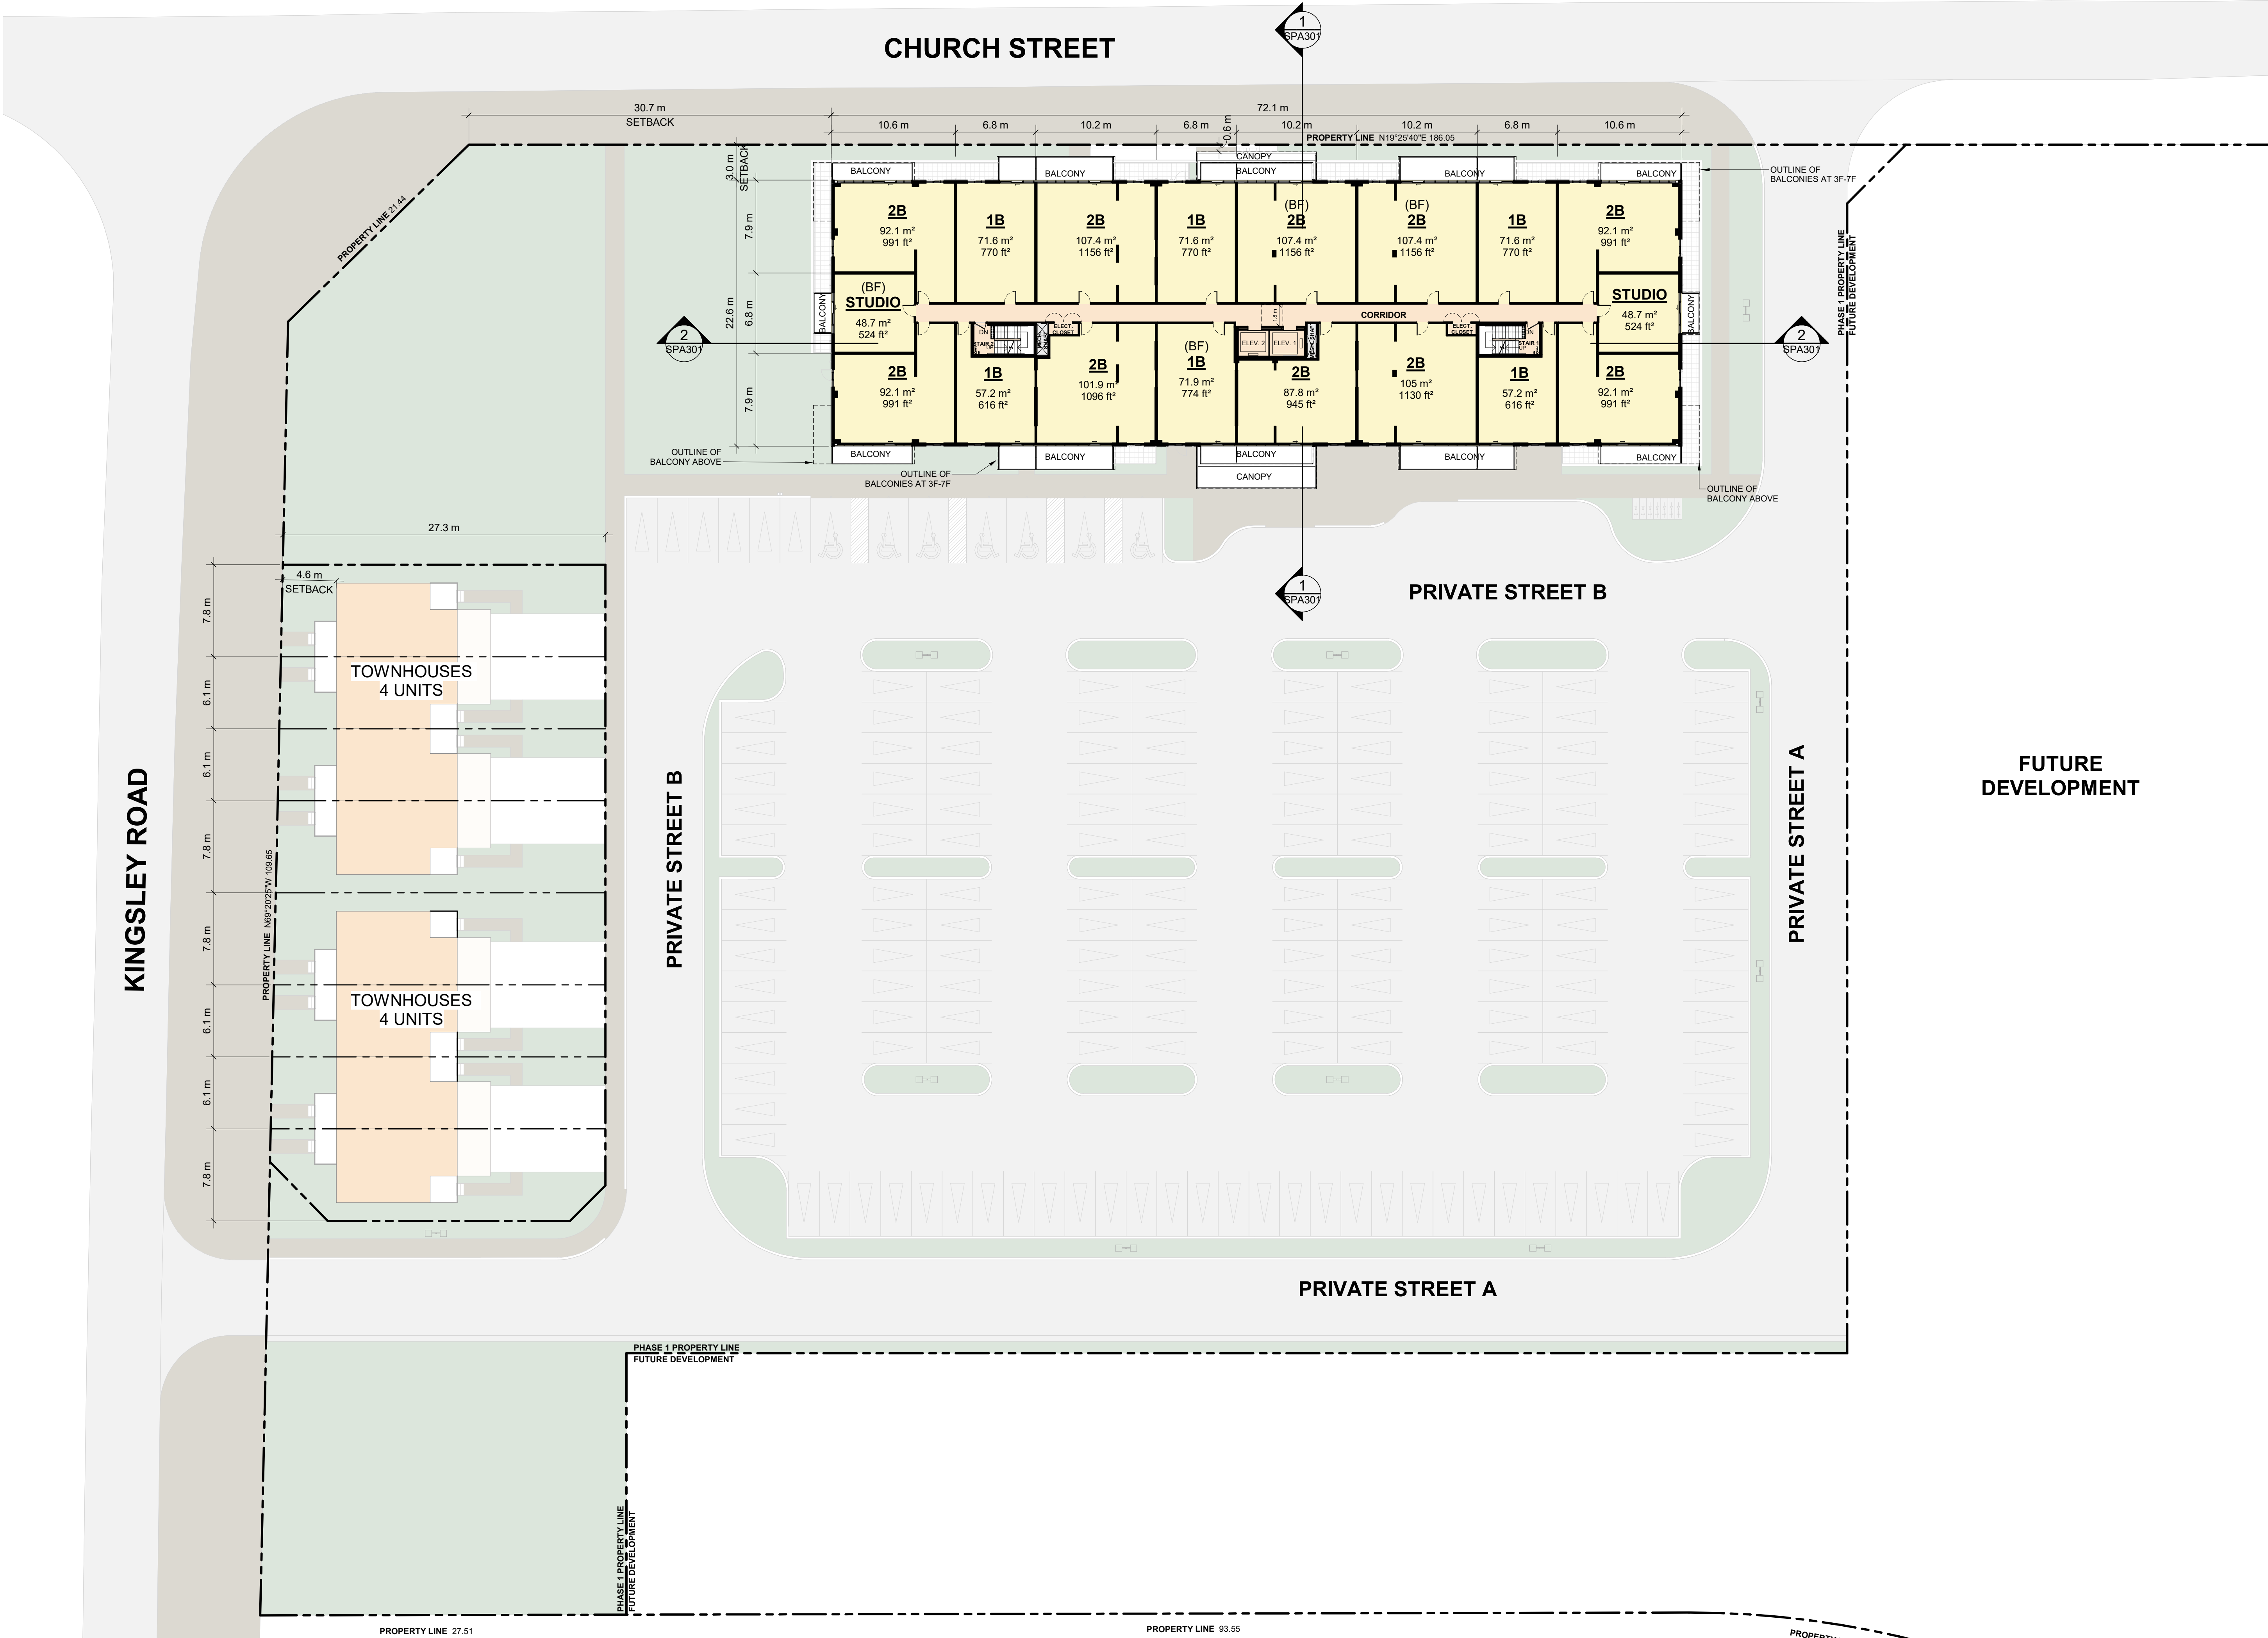 CHURCH STREET
1
SPA301
30.7 m
SETBACK
72.1 m
10.6 m
6.8 m
10.2 m
6.8 m
10.2 m
10.2 m
6.8 m
10.6 m
0.6 m
PROPERTY LINE N19°25'40"E 186.05
3.0 m
SETBACK
CANOPY
BALCONY
BALCONY
BALCONY
BALCONY
BALCONY
OUTLINE OF
BALCONIES AT 3F-7F
PROPERTY LINE 21.44
7.9 m
22.6 m
6.8 m
7.9 m
2B
92.1 m²
991 ft²
1B
71.6 m²
770 ft²
2B
107.4 m²
1156 ft²
1B
71.6 m²
770 ft²
(BF)
2B
107.4 m²
1156 ft²
(BF)
2B
107.4 m²
1156 ft²
1B
71.6 m²
770 ft²
2B
92.1 m²
991 ft²
PHASE 1 PROPERTY LINE
FUTURE DEVELOPMENT
BALCONY
(BF)
STUDIO
48.7 m²
524 ft²
STUDIO
48.7 m²
524 ft²
BALCONY
CORRIDOR
1.8 m
2
SPA301
2
SPA301
DN
UP
STAIR 2
MECH. SHAFT
ELECT.
CLOSET
ELEV. 2
ELEV. 1
MECH. SHAFT
ELECT.
CLOSET
DN
UP
STAIR 1
2B
92.1 m²
991 ft²
1B
57.2 m²
616 ft²
2B
101.9 m²
1096 ft²
(BF)
1B
71.9 m²
774 ft²
2B
87.8 m²
945 ft²
2B
105 m²
1130 ft²
1B
57.2 m²
616 ft²
2B
92.1 m²
991 ft²
OUTLINE OF
BALCONY ABOVE
BALCONY
BALCONY
BALCONY
BALCONY
BALCONY
OUTLINE OF
BALCONIES AT 3F-7F
CANOPY
OUTLINE OF
BALCONY ABOVE
27.3 m
4.6 m
SETBACK
1
SPA301
PRIVATE STREET B
7.8 m
6.1 m
6.1 m
7.8 m
7.8 m
6.1 m
6.1 m
7.8 m
TOWNHOUSES
4 UNITS
TOWNHOUSES
4 UNITS
KINGSLEY ROAD
PROPERTY LINE N69°20'25"W 109.65
PRIVATE STREET B
PRIVATE STREET A
FUTURE
DEVELOPMENT
PRIVATE STREET A
PHASE 1 PROPERTY LINE
FUTURE DEVELOPMENT
PHASE 1 PROPERTY LINE
FUTURE DEVELOPMENT
PROPERTY LINE 27.51
PROPERTY LINE 93.55